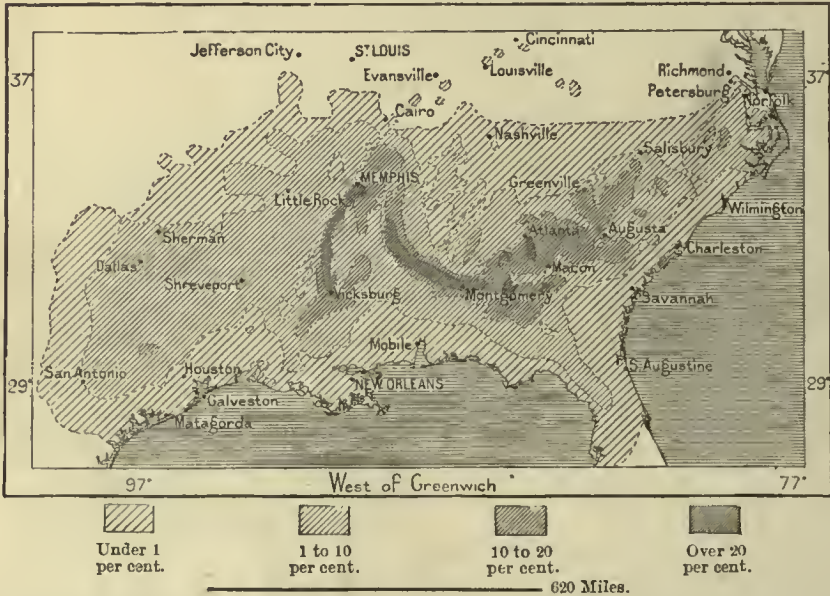 Cincinnati
Jefferson City
ST LOUIS
Evansville
Louisville
Richmond
37°
37°
Petersburg
Norfolk
Cairo
Nashville
Salisbury
MEMPHIS
Greenville
Little Rock
Wilmington
Sherman
Atlanta
Augusta
Charleston
Dallas
Macon
Shreveport
Vicksburg
Montgomery
Savannah
Mobile
San Antonio
Houston
S. Augustine
29°
NEW ORLEANS
29°
Galveston
Matagorda
97°
West of Greenwich
77°
Under 1
per cent.
1 to 10
per cent.
10 to 20
per cent.
Over 20
per cent.
620 Miles.